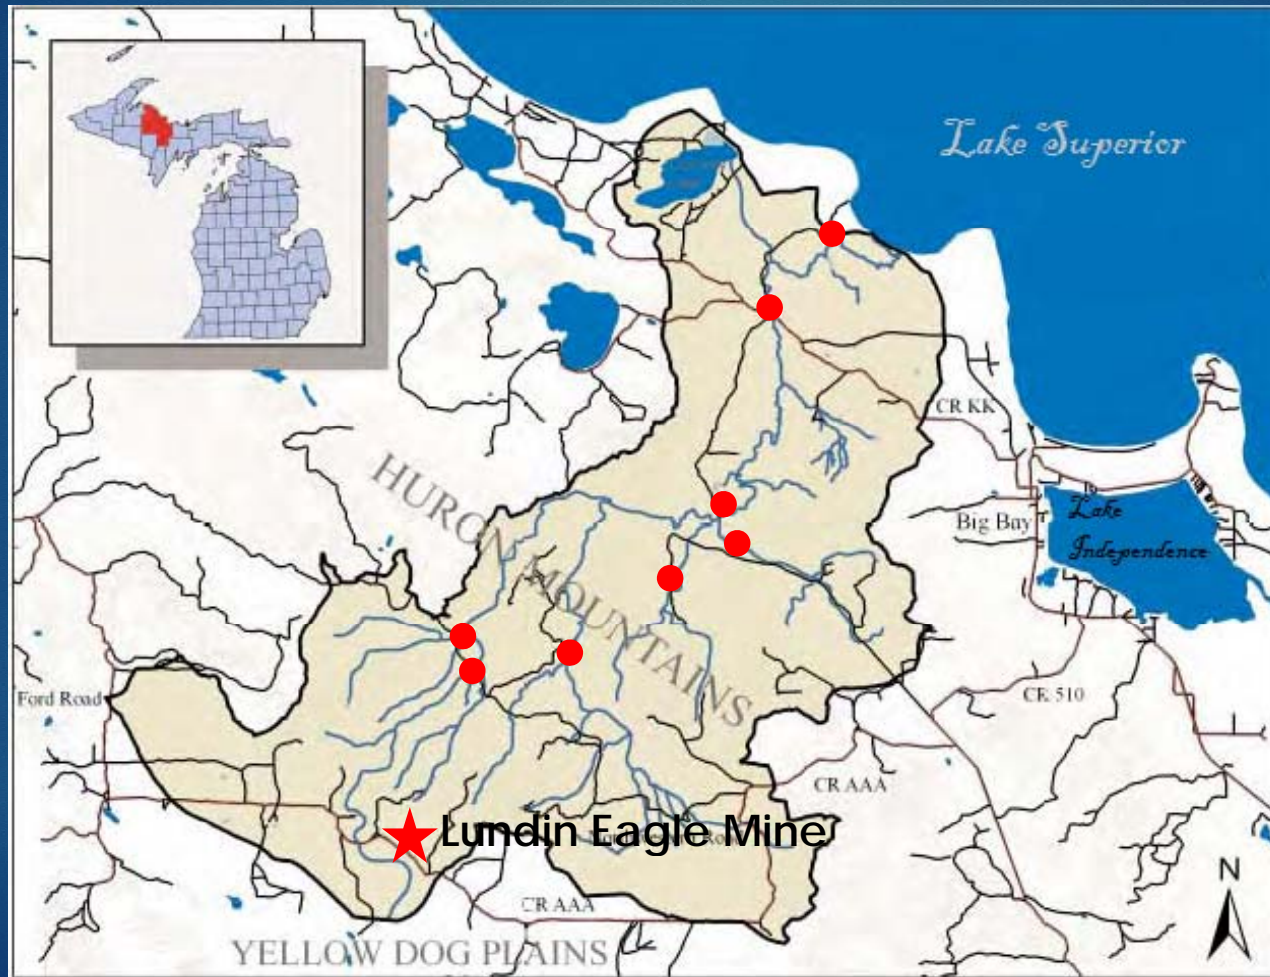 Lake Superior
CR KK
HURON MOUNTAINS
Big Bay
Lake
Independence
Ford Road
CR 510
CR AAA
Lundin Eagle Mine
N
CR AAA
YELLOW DOG PLAINS